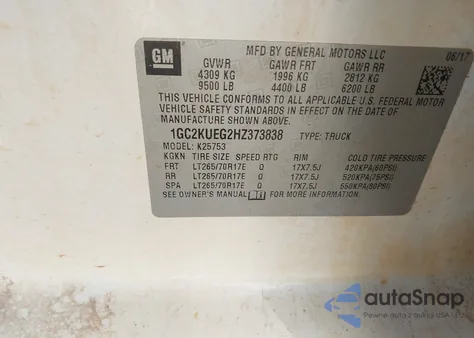 GM
MFD BY GENERAL MOTORS LLC 06/17
GVWR GAWR FRT GAWR RR
4309 KG 1996 KG 2812 KG
9500 LB 4400 LB 6200 LB
THIS VEHICLE CONFORMS TO ALL APPLICABLE U.S. FEDERAL MOTOR
VEHICLE SAFETY STANDARDS IN EFFECT ON THE DATE OF
MANUFACTURE SHOWN ABOVE.
1GC2KUEG2HZ373838 TYPE: TRUCK
MODEL: K25753
KGKN TIRE SIZE SPEED RTG RIM COLD TIRE PRESSURE
FRT LT265/70R17E Q 17X7.5J 420KPA(60PSI)
RR LT265/70R17E Q 17X7.5J 520KPA(75PSI)
SPA LT265/70R17E Q 17X7.5J 550KPA(80PSI)
SEE OWNER'S MANUAL FOR MORE INFORMATION.
autoSnap
Pewne auto z USA